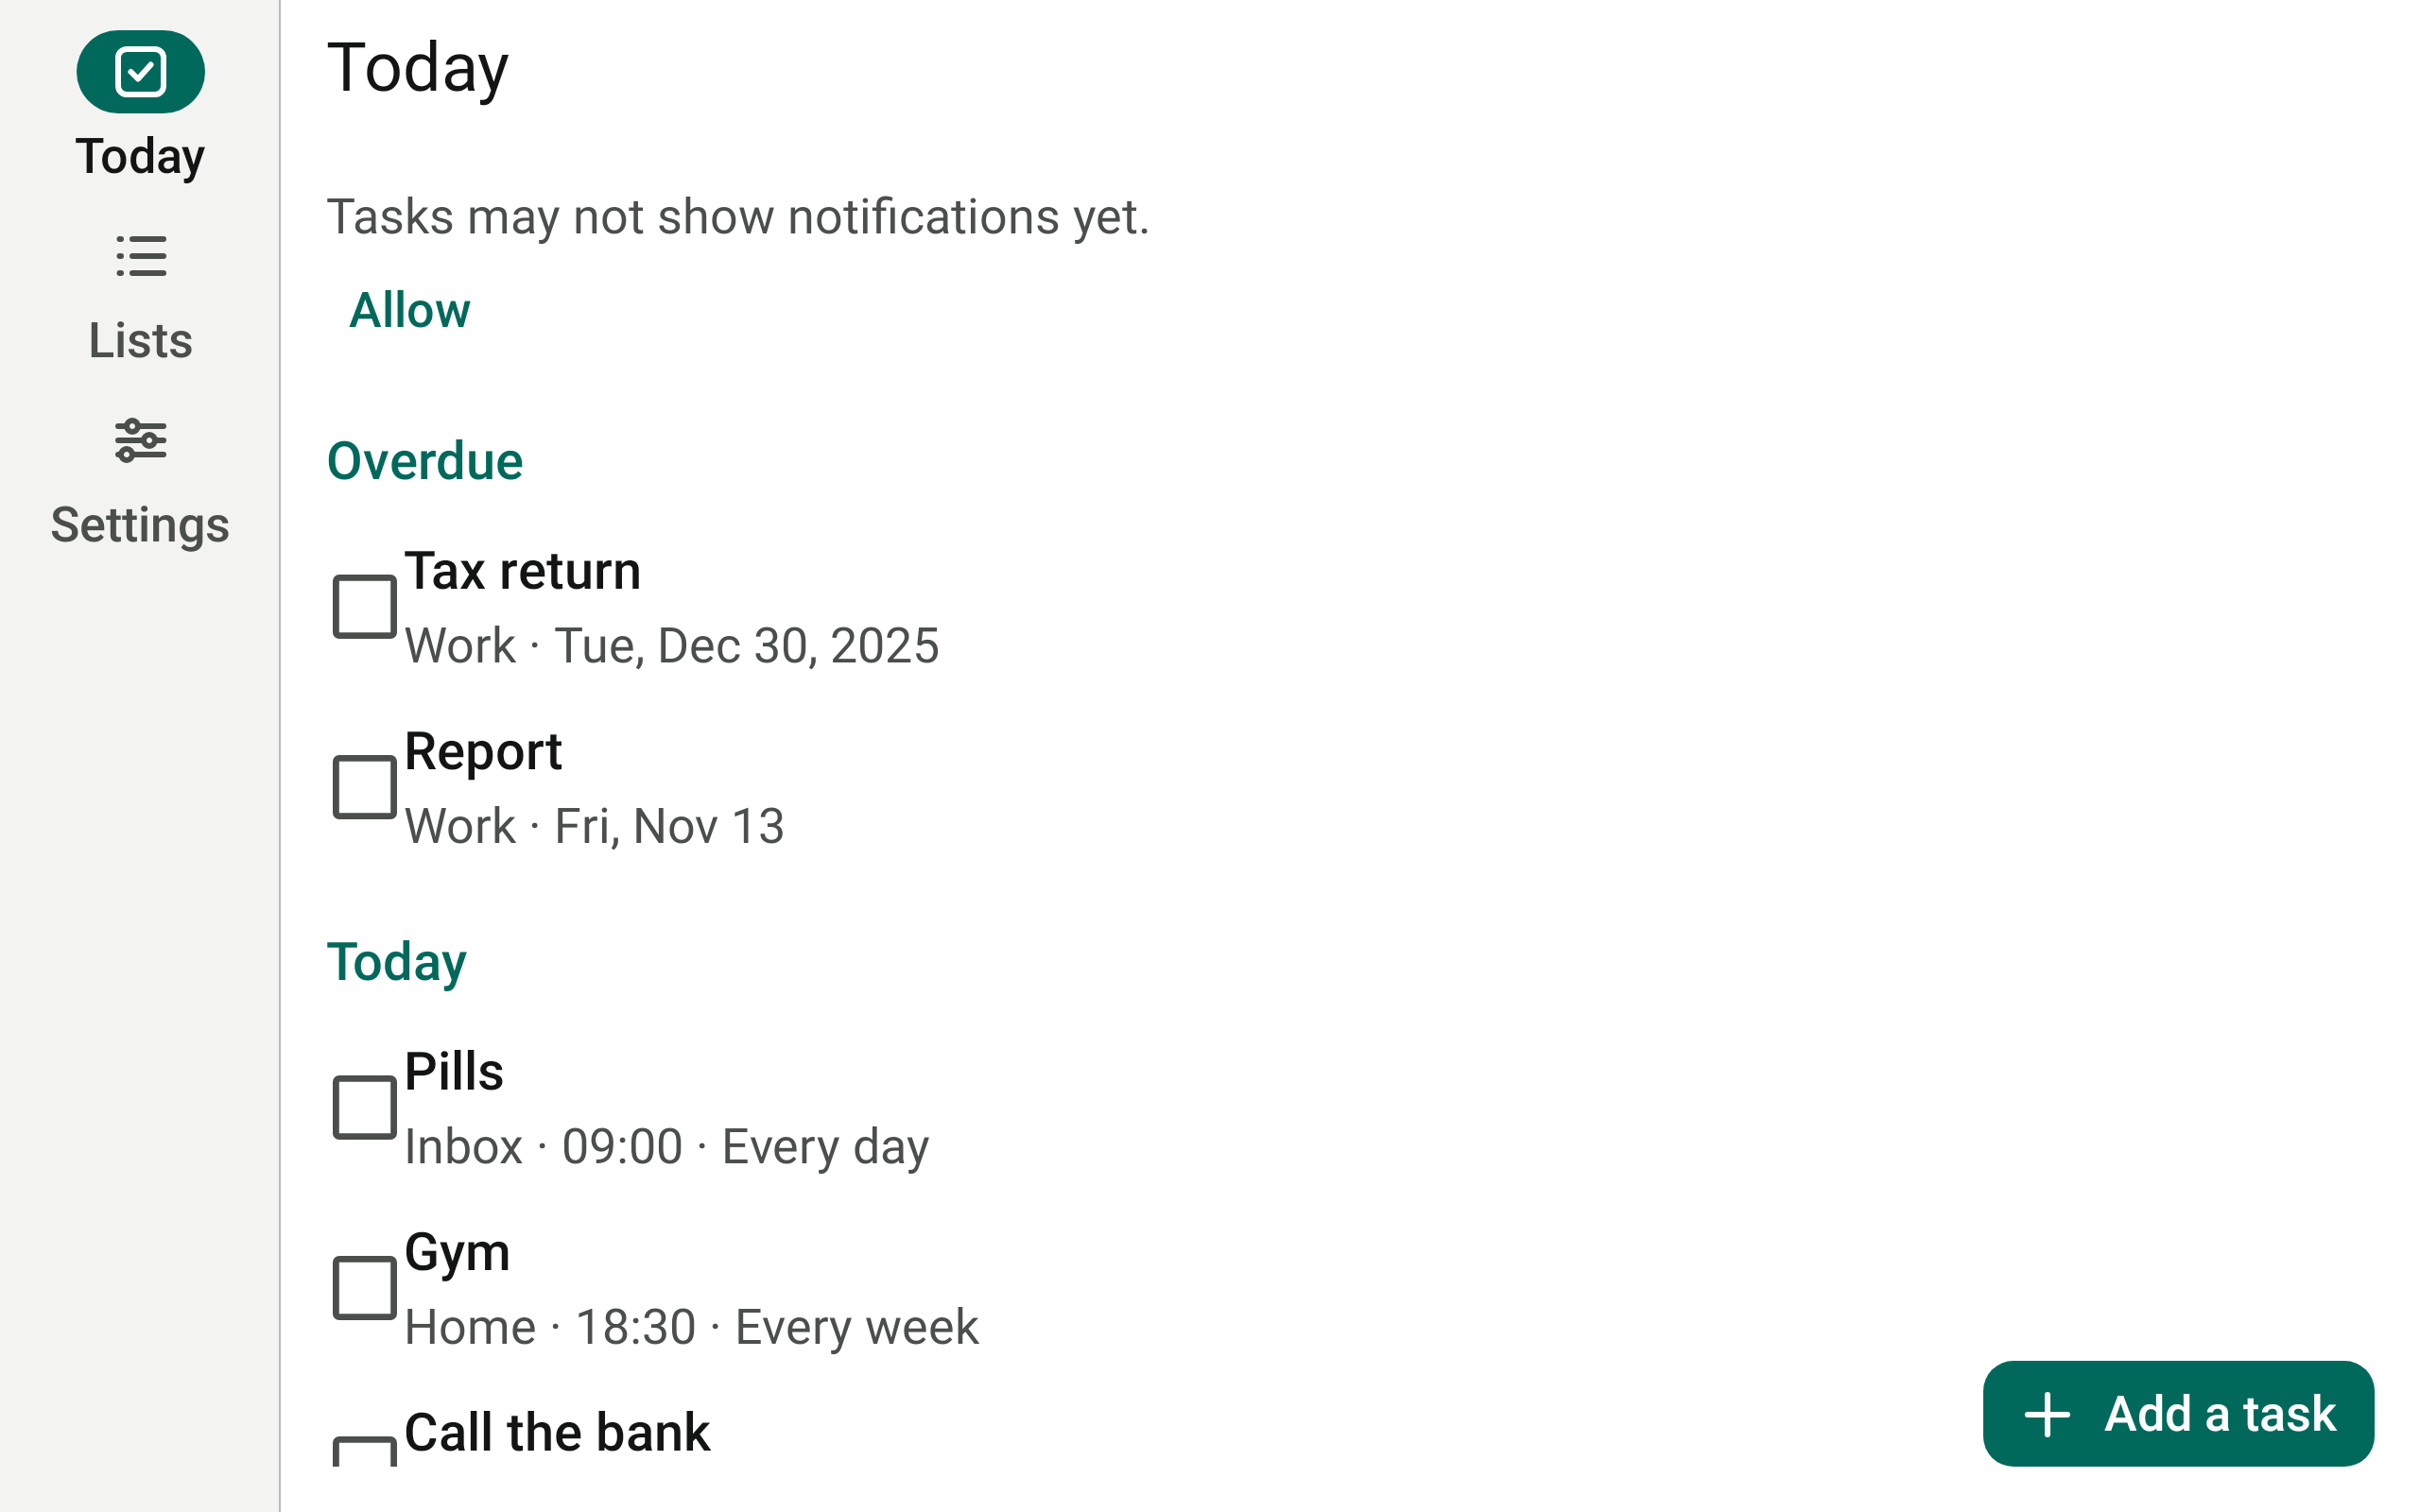 Today
Lists
Settings
Today
Tasks may not show notifications yet.
Allow
Overdue
Tax return
Work · Tue, Dec 30, 2025
Report
Work · Fri, Nov 13
Today
Pills
Inbox · 09:00 · Every day
Gym
Home · 18:30 · Every week
Call the bank
Add a task